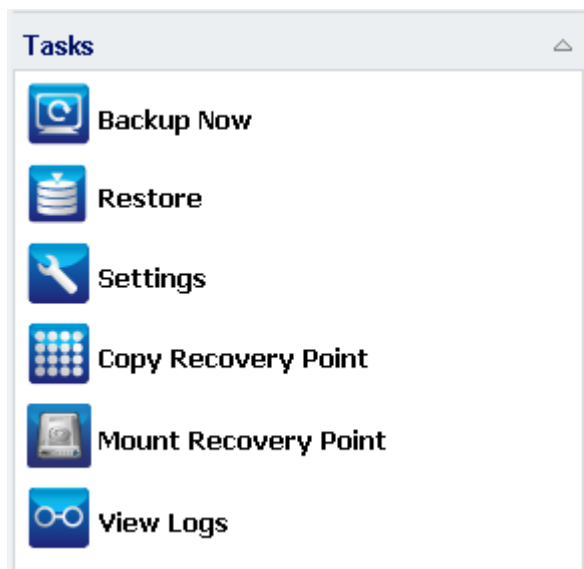 Tasks
Backup Now
Restore
Settings
Copy Recovery Point
Mount Recovery Point
View Logs